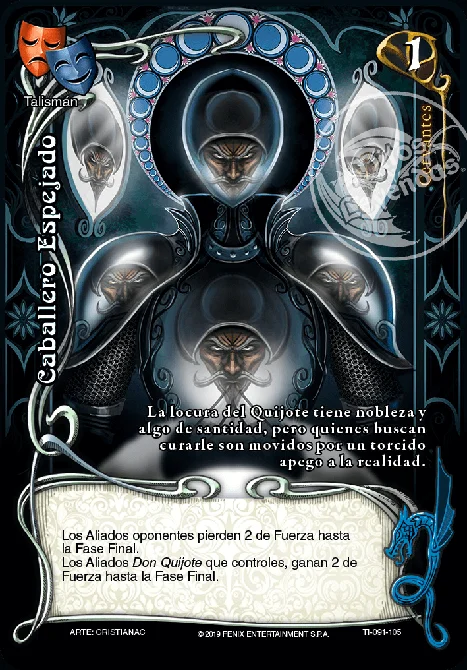 1
Talismán
Cervantes
Caballero Espejado
La locura del Quijote tiene nobleza y
algo de santidad, pero quienes buscan
curarle son movidos por un torcido
apego a la realidad.
Los Aliados oponentes pierden 2 de Fuerza hasta
la Fase Final.
Los Aliados Don Quijote que controles, ganan 2 de
Fuerza hasta la Fase Final.
ARTE: CRISTIANAC
© 2019 FENIX ENTERTAINMENT S.P.A.
TI-091-105